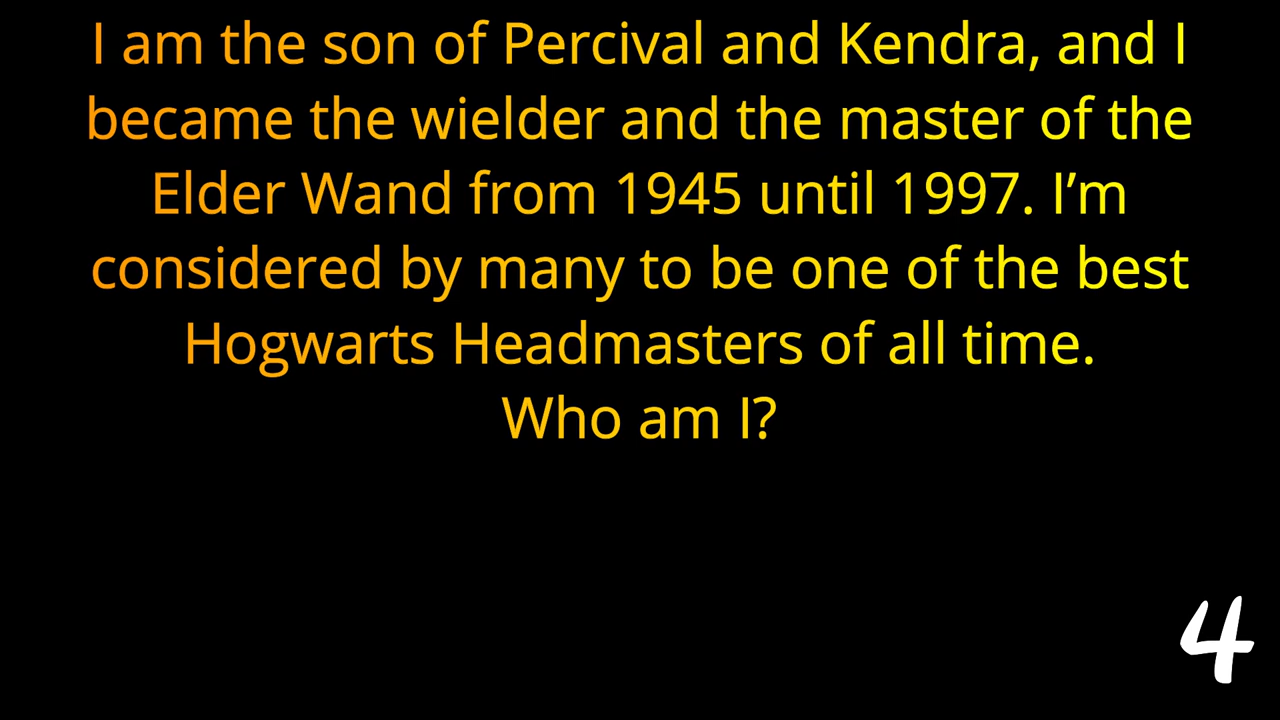 I am the son of Percival and Kendra, and I
became the wielder and the master of the
Elder Wand from 1945 until 1997. I’m
considered by many to be one of the best
Hogwarts Headmasters of all time.
Who am I?
4